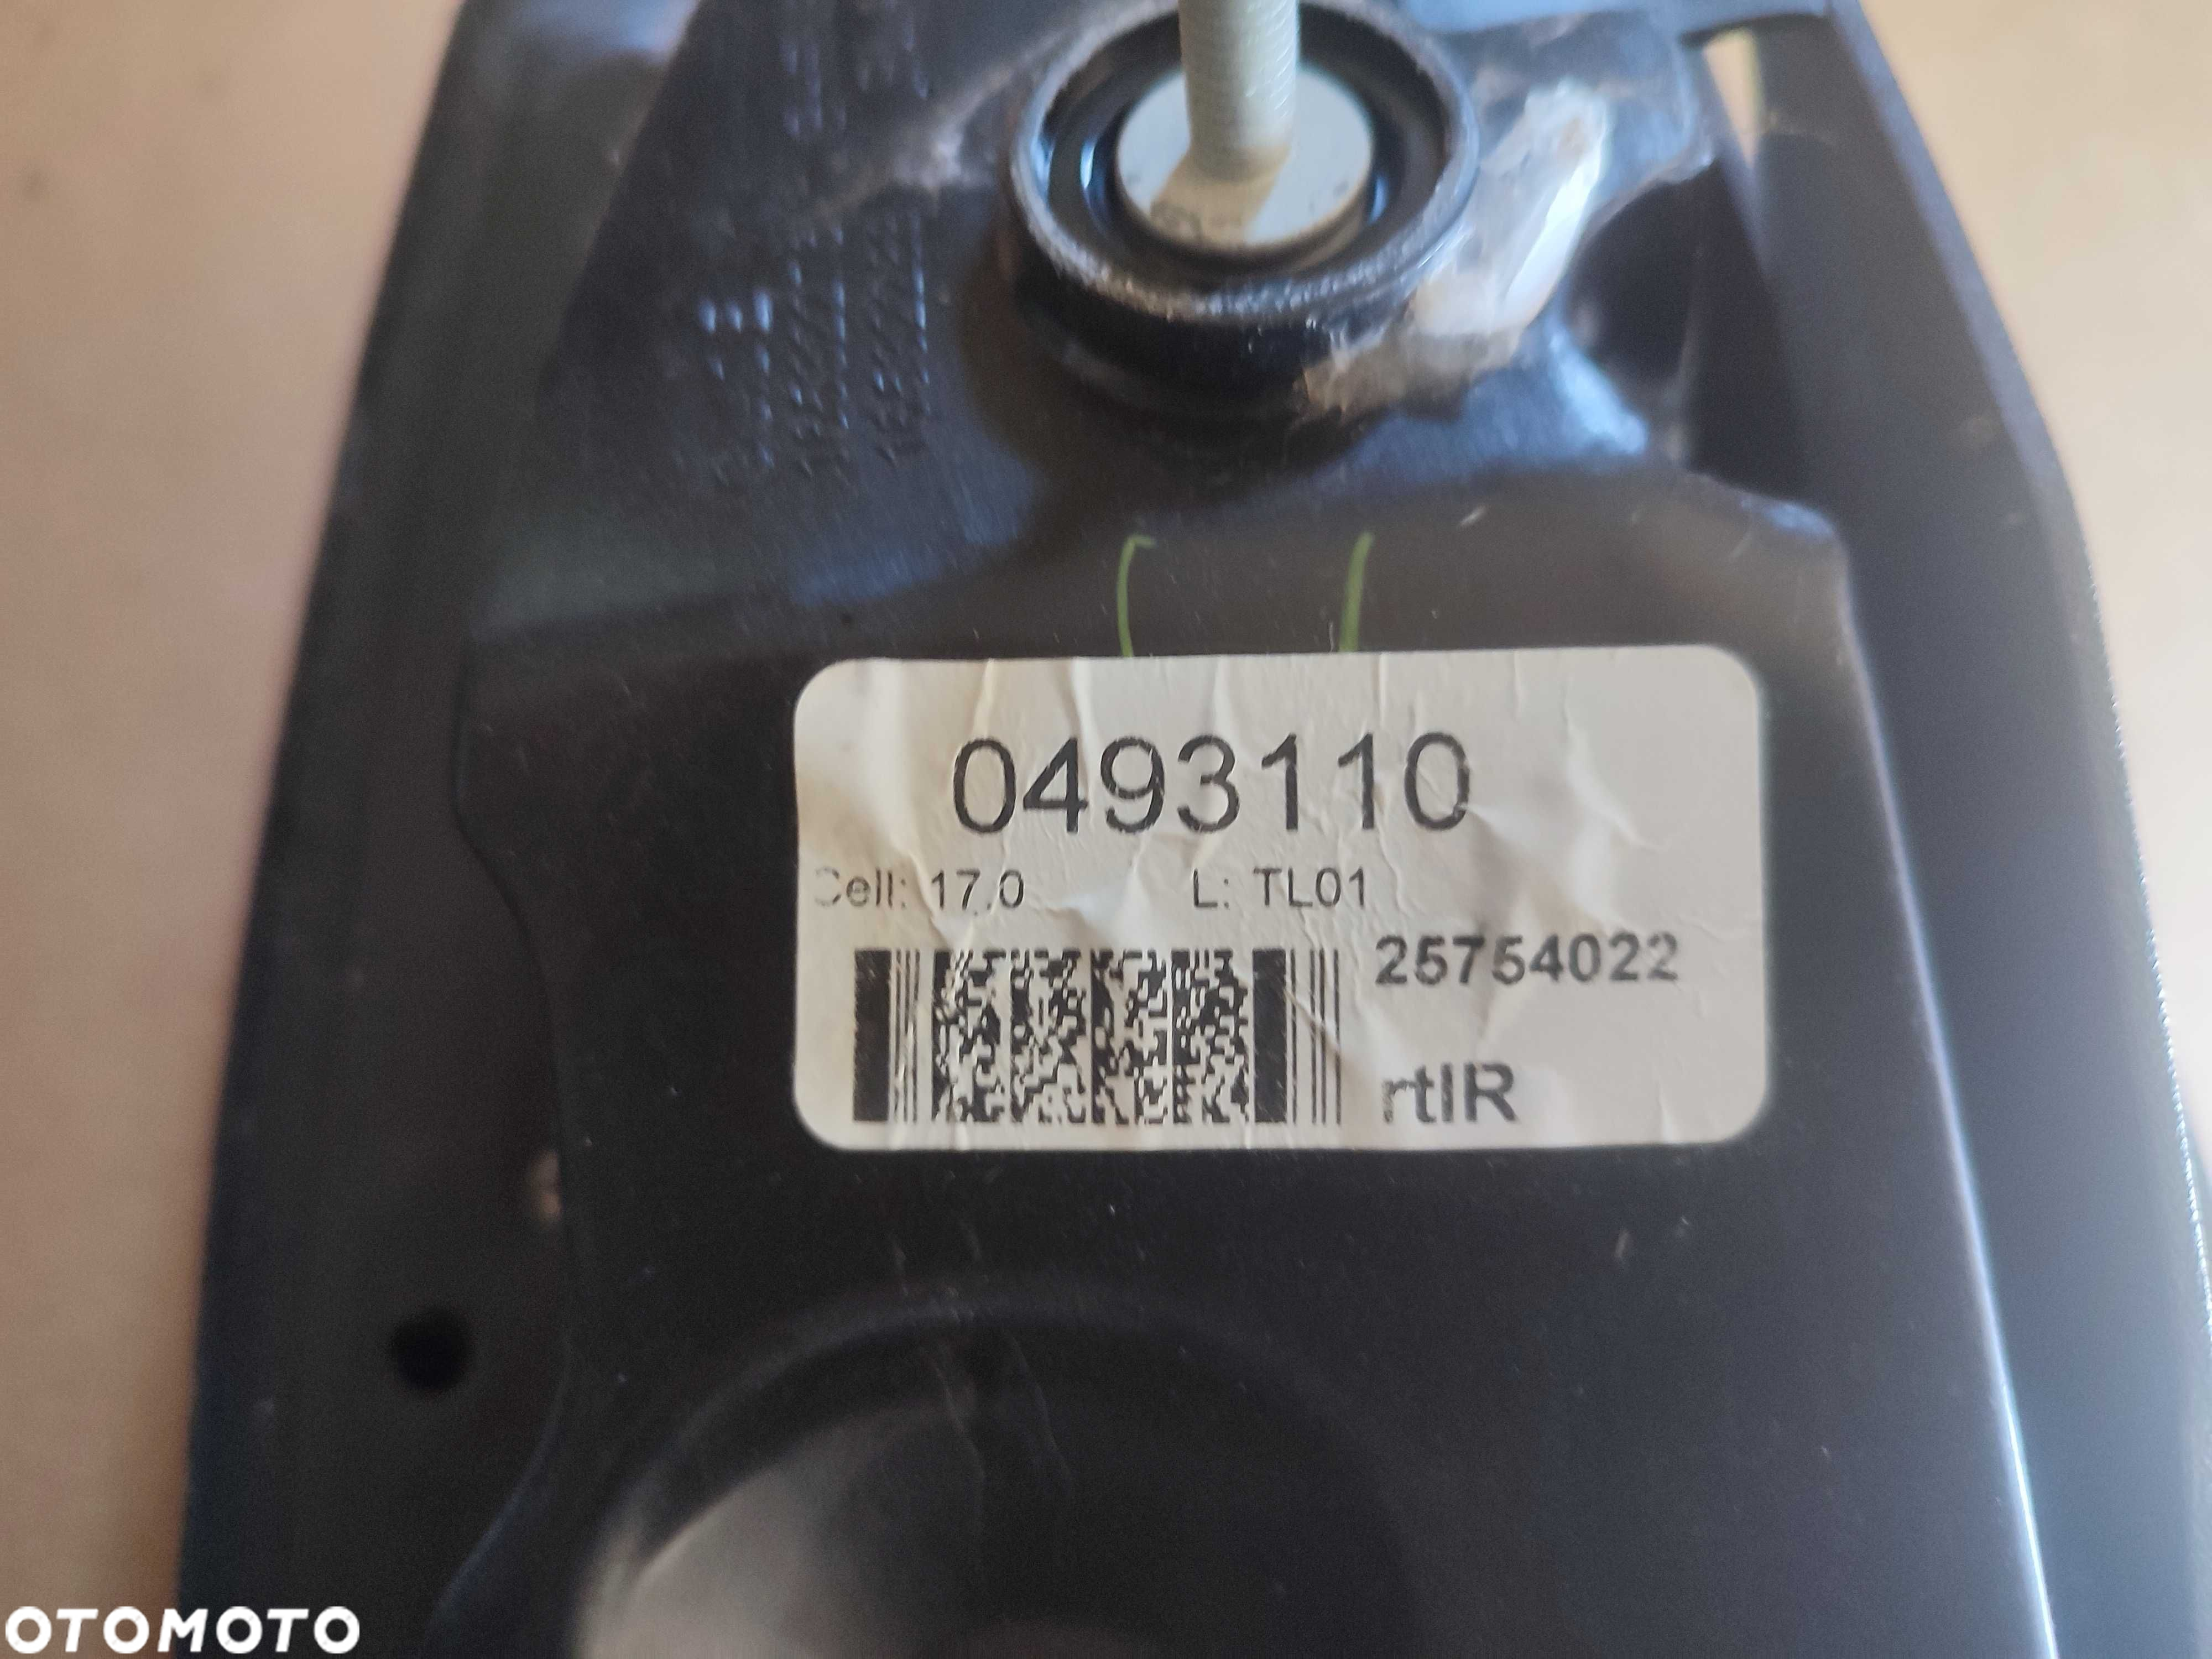 0493110
Cell: 17.0 L: TL01
25754022
rtIR
OTOMOTO